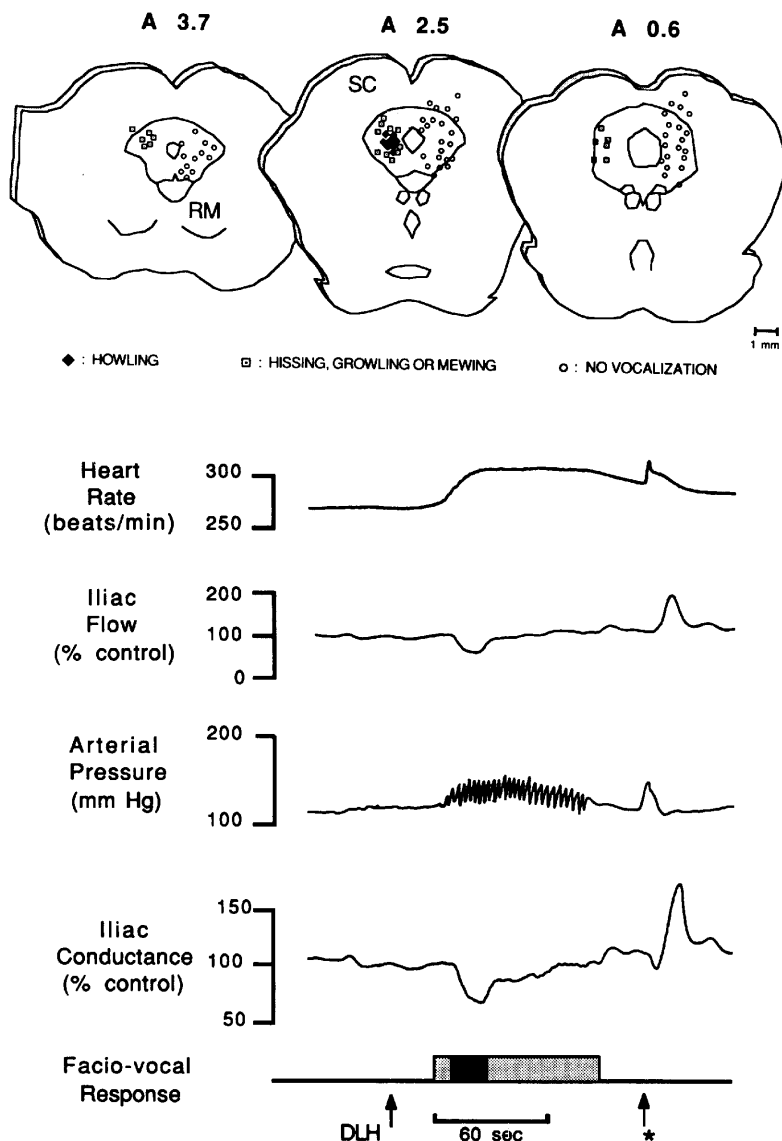 A 3.7
A 2.5
A 0.6
SC
RM
1 mm
◆ : HOWLING
⊡ : HISSING, GROWLING OR MEWING
○ : NO VOCALIZATION
Heart
Rate
(beats/min)
300
250
Iliac
Flow
(% control)
200
100
0
Arterial
Pressure
(mm Hg)
200
100
Iliac
Conductance
(% control)
150
100
50
Facio-vocal
Response
DLH
60 sec
*